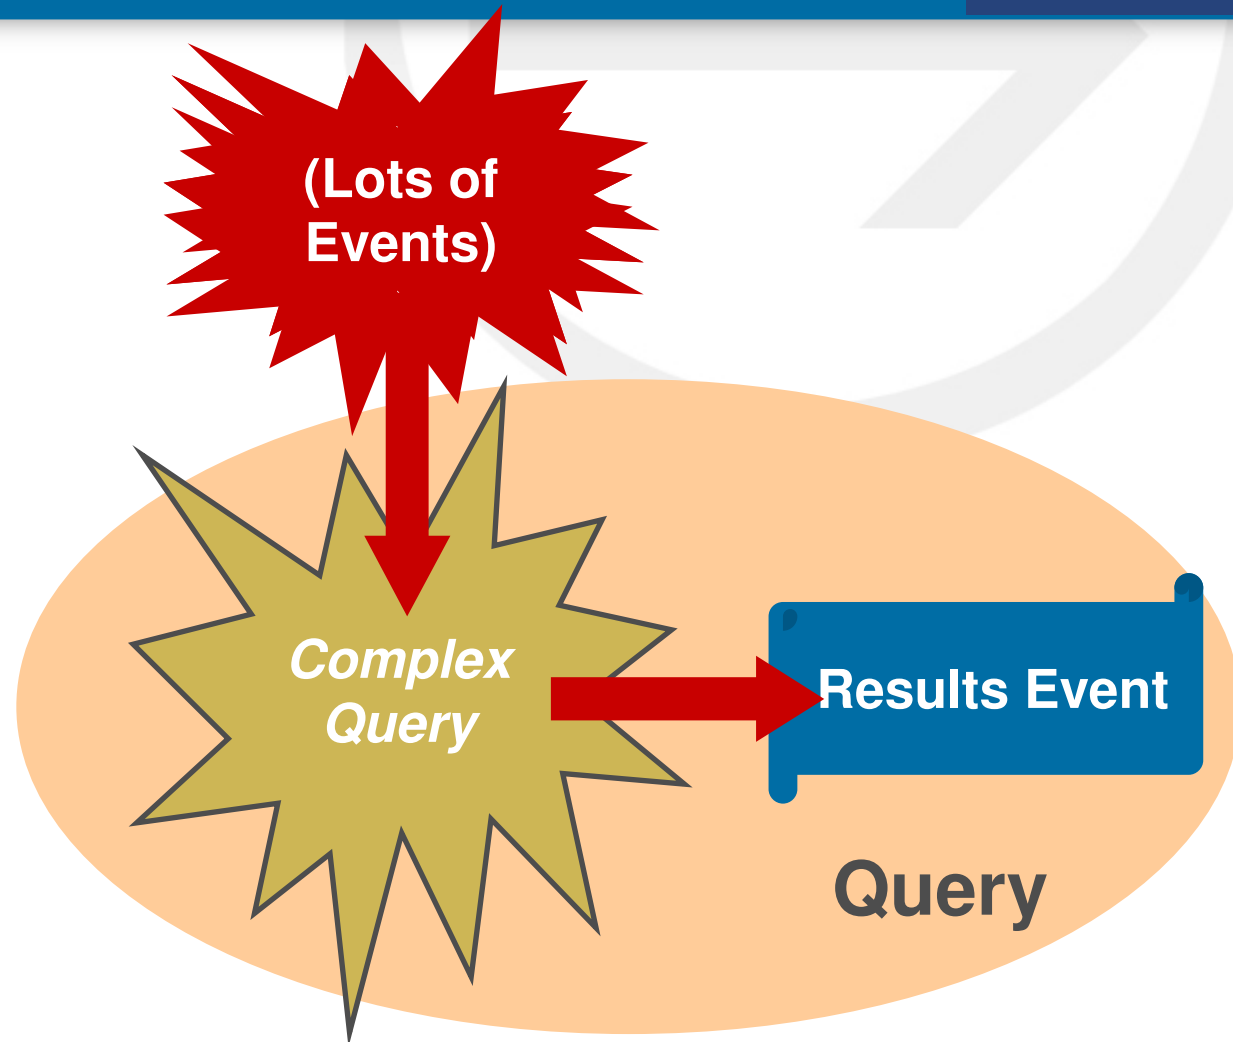 (Lots of
Events)
Complex
Query
Results Event
Query